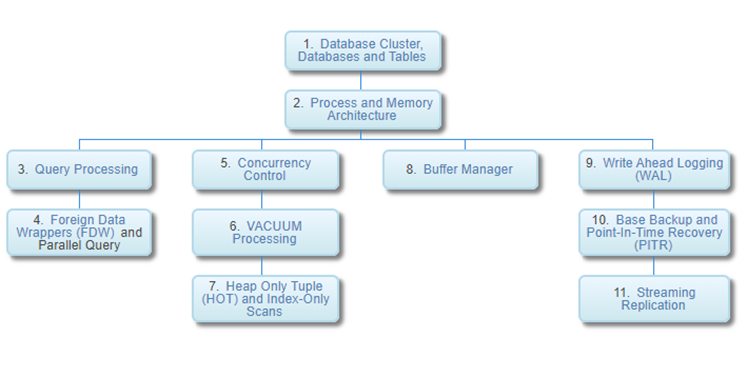 1. Database Cluster,
Databases and Tables
2. Process and Memory
Architecture
3. Query Processing
4. Foreign Data
Wrappers (FDW) and
Parallel Query
5. Concurrency
Control
6. VACUUM
Processing
7. Heap Only Tuple
(HOT) and Index-Only
Scans
8. Buffer Manager
9. Write Ahead Logging
(WAL)
10. Base Backup and
Point-In-Time Recovery
(PITR)
11. Streaming
Replication